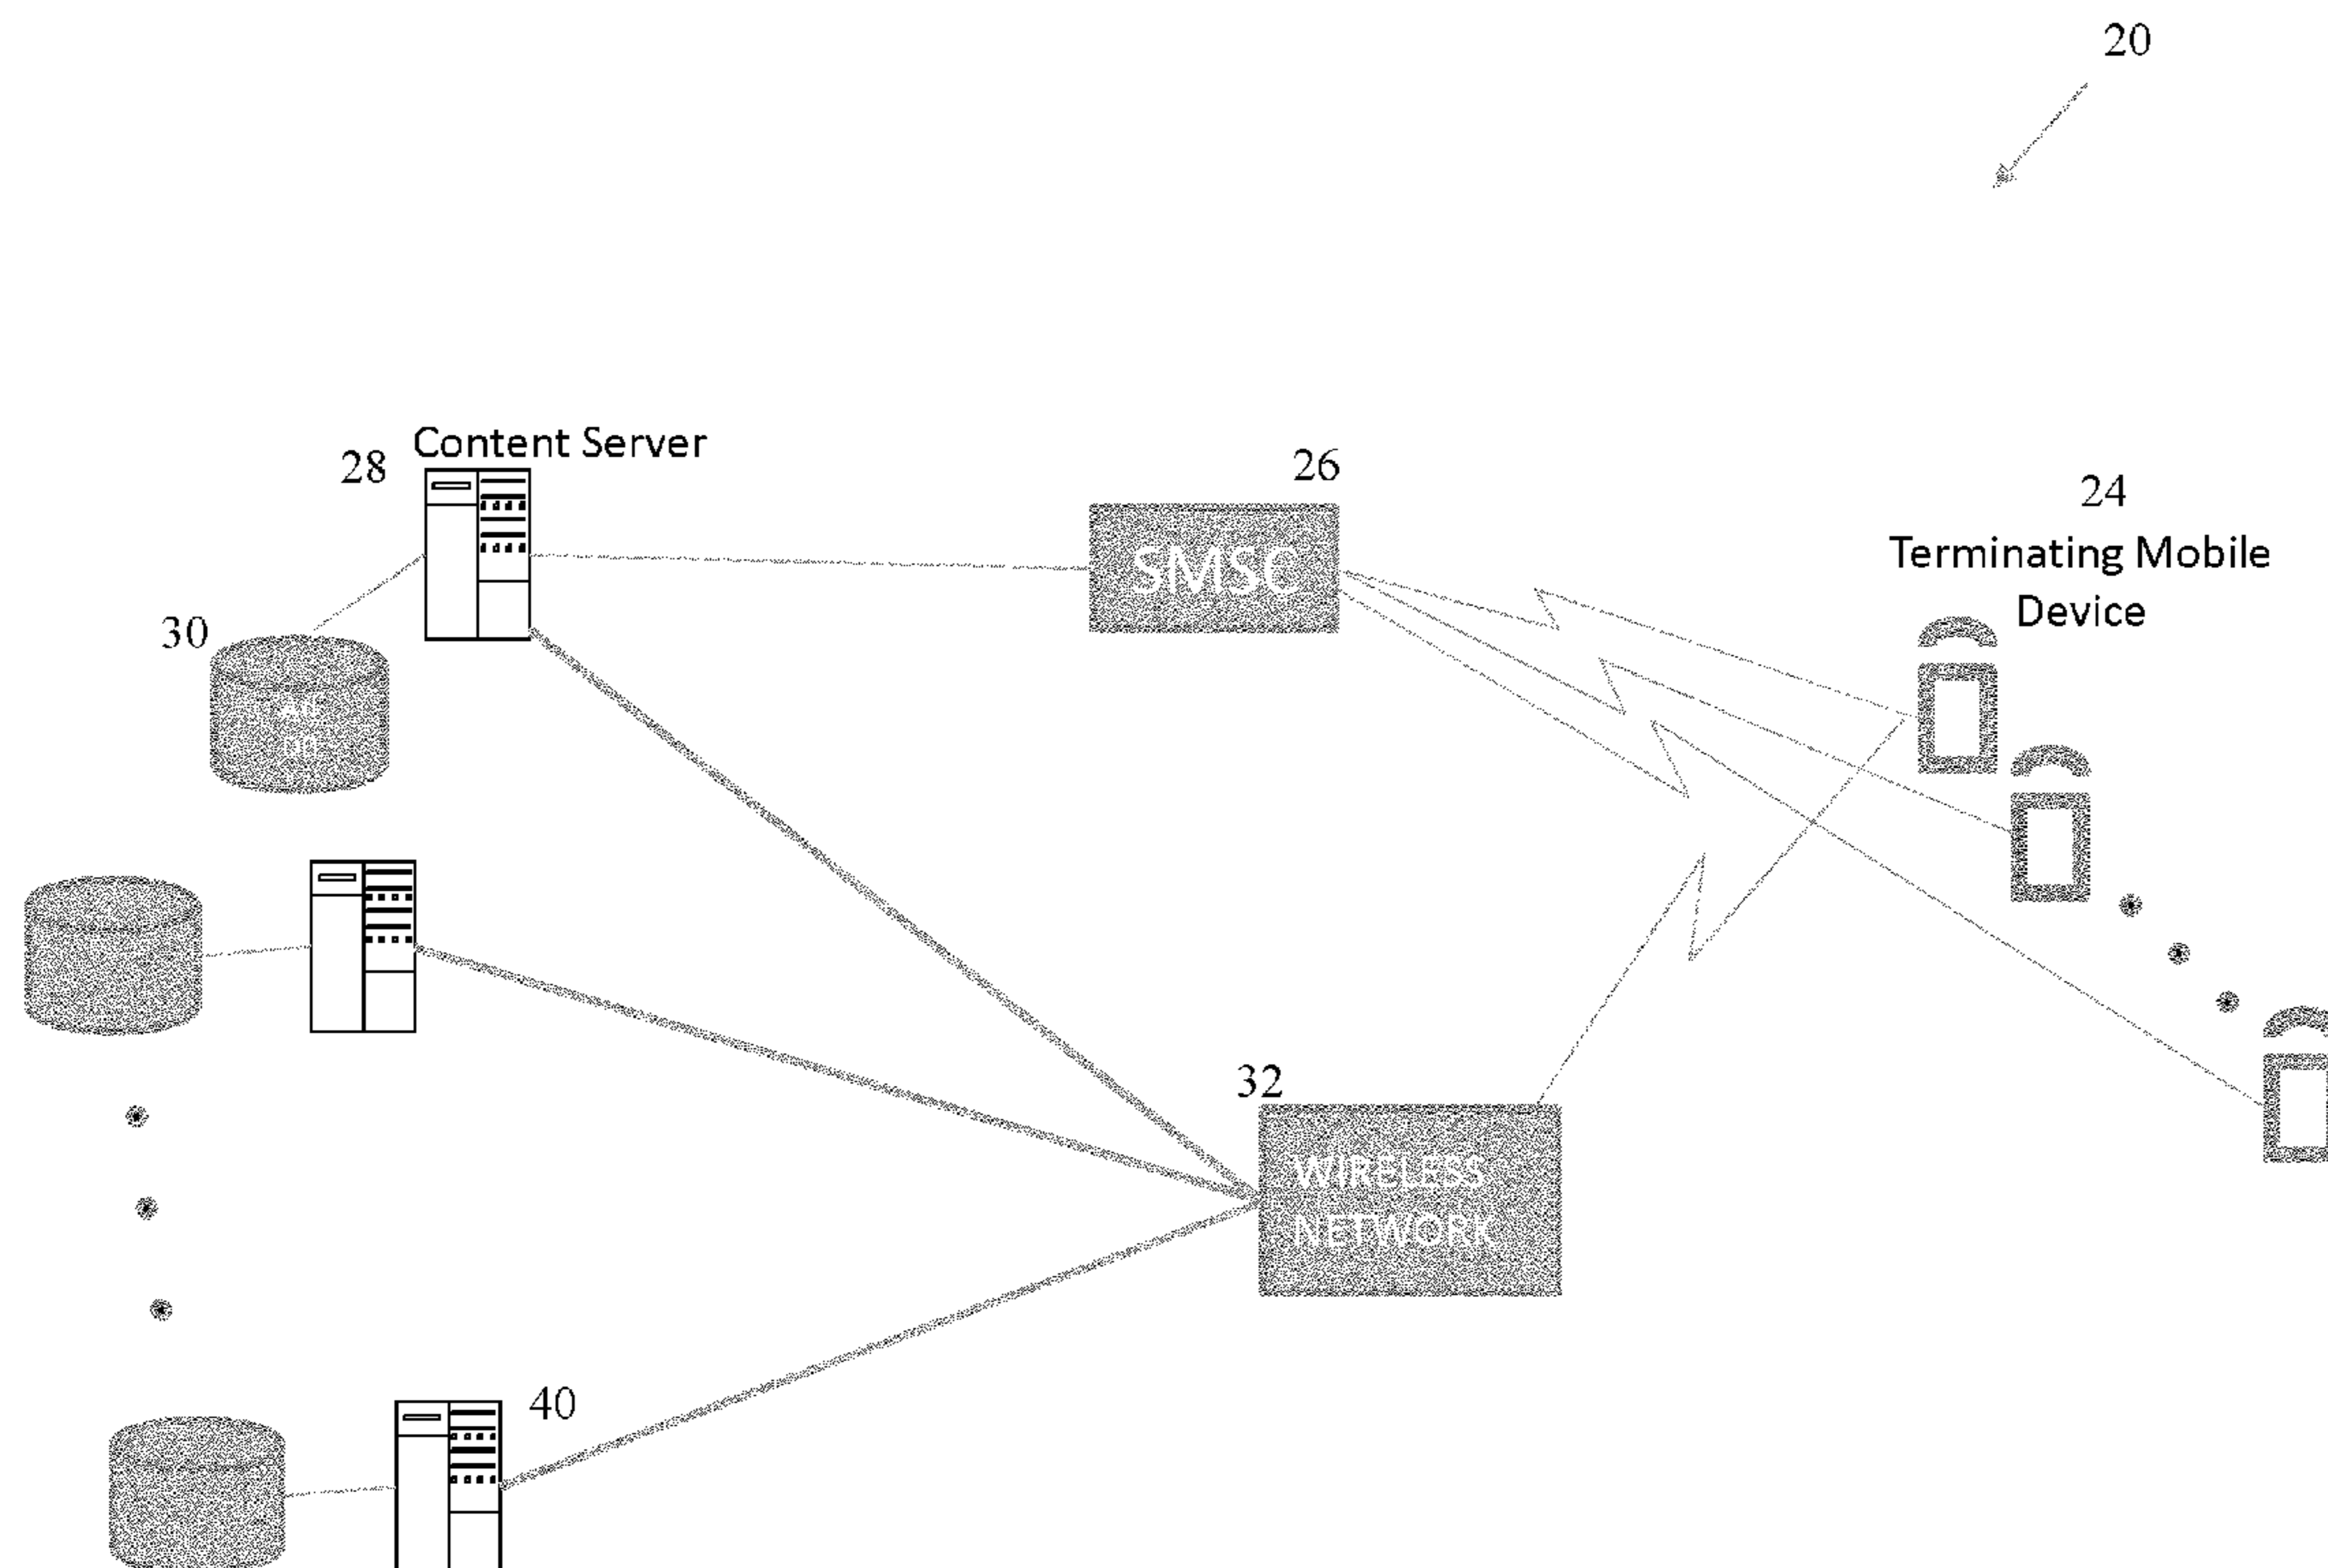 20
Content Server
28
26
SMSC
24
Terminating Mobile
Device
30
32
WIRELESS
NETWORK
40